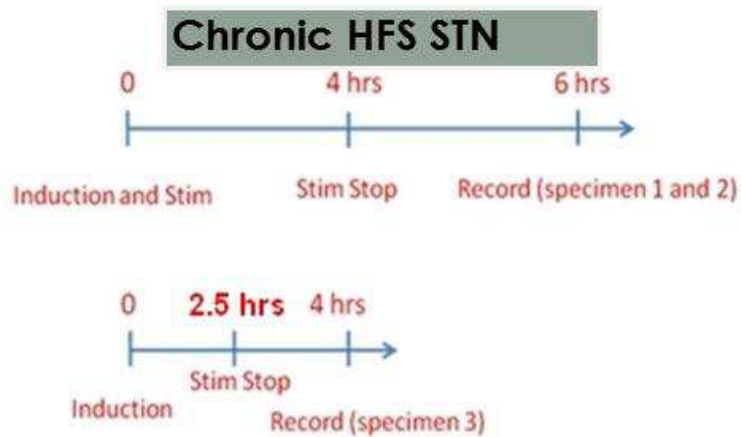 Chronic HFS STN
0 4 hrs 6 hrs
Induction and Stim Stim Stop Record (specimen 1 and 2)
0 2.5 hrs 4 hrs
Stim Stop
Induction
Record (specimen 3)